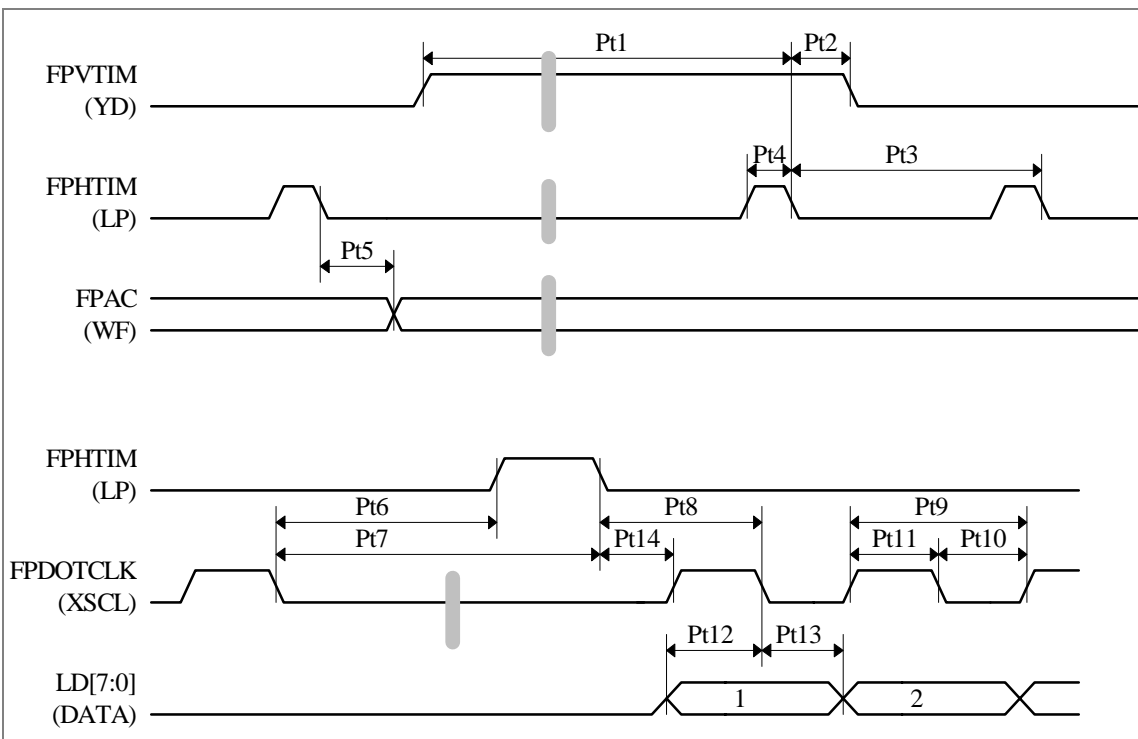 Pt1
Pt2
FPVTIM
(YD)
Pt4
Pt3
FPHTIM
(LP)
Pt5
FPAC
(WF)
FPHTIM
(LP)
Pt6
Pt8
Pt9
Pt7
Pt14
Pt11
Pt10
FPDOTCLK
(XSCL)
Pt12
Pt13
LD[7:0]
(DATA)
1
2